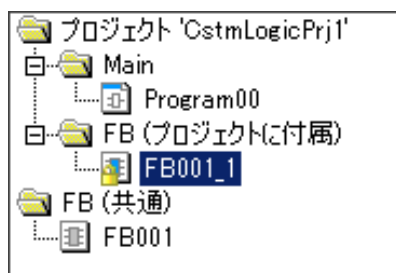 プロジェクト 'CstmLogicPrj1'
Main
Program00
FB (プロジェクトに付属)
FB001_1
FB (共通)
FB001